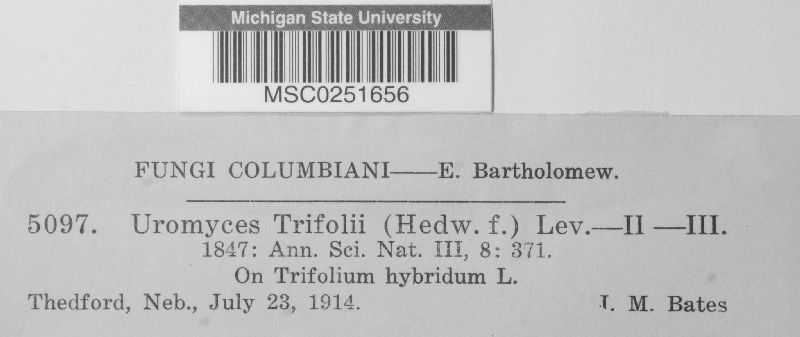 Michigan State University
MSC0251656
FUNGI COLUMBIANI——E. Bartholomew.
5097. Uromyces Trifolii (Hedw. f.) Lev.—II —III.
1847: Ann. Sci. Nat. III, 8: 371.
On Trifolium hybridum L.
Thedford, Neb., July 23, 1914. J. M. Bates